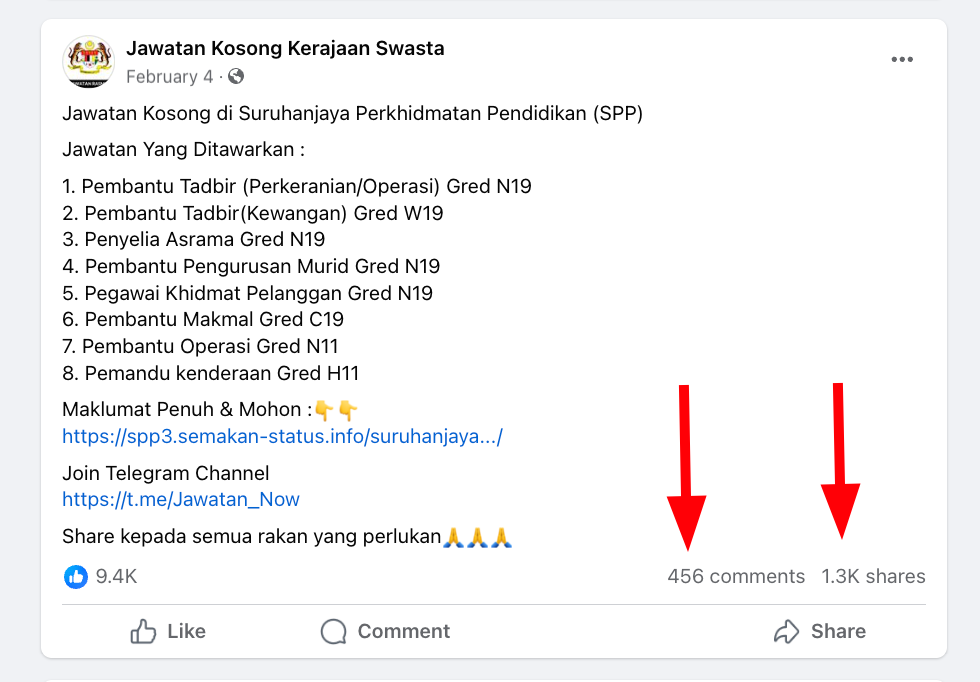 Jawatan Kosong Kerajaan Swasta
February 4 ·
Jawatan Kosong di Suruhanjaya Perkhidmatan Pendidikan (SPP)
Jawatan Yang Ditawarkan :
1. Pembantu Tadbir (Perkeranian/Operasi) Gred N19
2. Pembantu Tadbir(Kewangan) Gred W19
3. Penyelia Asrama Gred N19
4. Pembantu Pengurusan Murid Gred N19
5. Pegawai Khidmat Pelanggan Gred N19
6. Pembantu Makmal Gred C19
7. Pembantu Operasi Gred N11
8. Pemandu kenderaan Gred H11
Maklumat Penuh & Mohon :👇👇
https://spp3.semakan-status.info/suruhanjaya.../
Join Telegram Channel
https://t.me/Jawatan_Now
Share kepada semua rakan yang perlukan🙏🙏🙏
9.4K 456 comments 1.3K shares
Like Comment Share